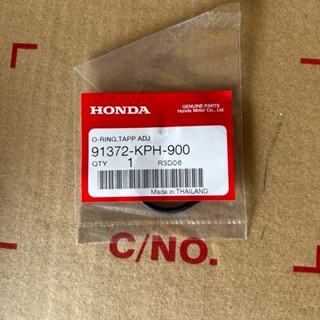 HONDA
GENUINE PARTS
Honda Motor Co., Ltd.
O-RING,TAPP ADJ
91372-KPH-900
QTY 1 R3D06
Made in THAILAND
C/NO.